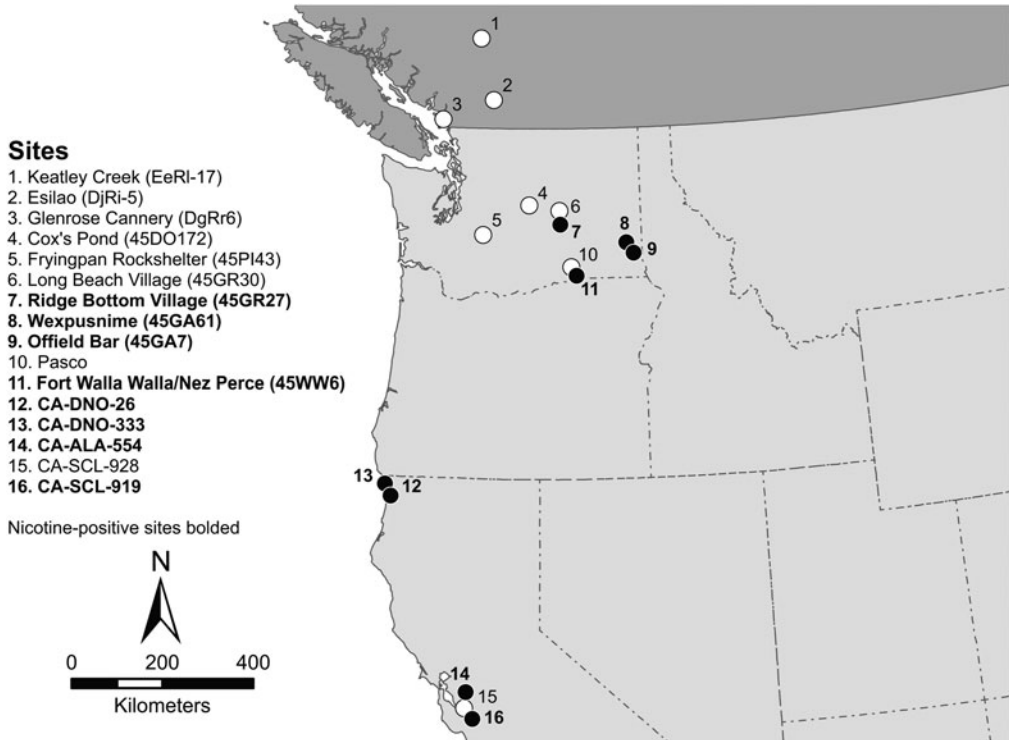 Sites
1. Keatley Creek (EeRl-17)
2. Esilao (DjRi-5)
3. Glenrose Cannery (DgRr6)
4. Cox's Pond (45DO172)
5. Fryingpan Rockshelter (45PI43)
6. Long Beach Village (45GR30)
7. Ridge Bottom Village (45GR27)
8. Wexpusnime (45GA61)
9. Offield Bar (45GA7)
10. Pasco
11. Fort Walla Walla/Nez Perce (45WW6)
12. CA-DNO-26
13. CA-DNO-333
14. CA-ALA-554
15. CA-SCL-928
16. CA-SCL-919
Nicotine-positive sites bolded
N
0 200 400
Kilometers
1
2
3
4
6
5
7
8
9
10
11
13
12
14
15
16